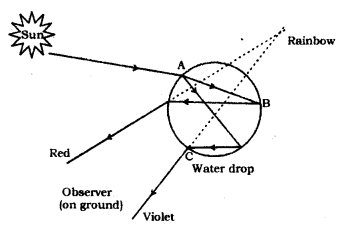 Sun
Rainbow
A
B
C
Water drop
Red
Observer
(on ground)
Violet